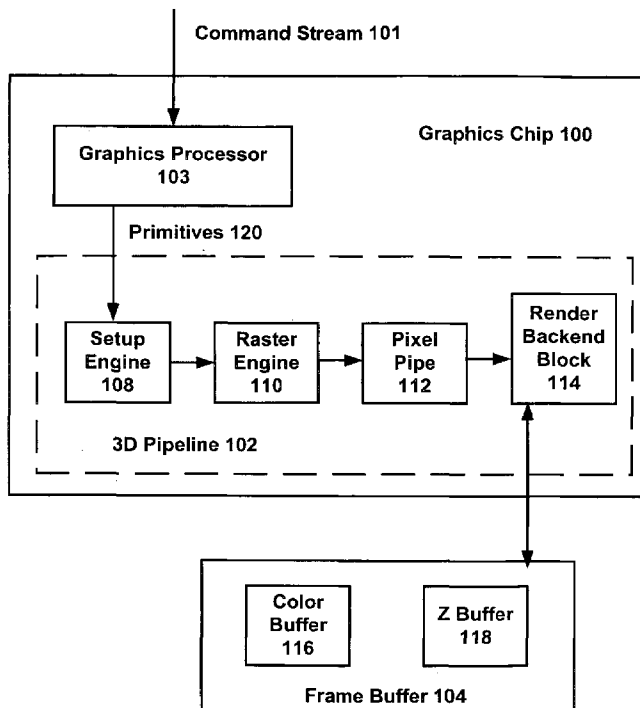 Command Stream 101
Graphics Chip 100
Graphics Processor
103
Primitives 120
Setup
Engine
108
Raster
Engine
110
Pixel
Pipe
112
Render
Backend
Block
114
3D Pipeline 102
Color
Buffer
116
Z Buffer
118
Frame Buffer 104